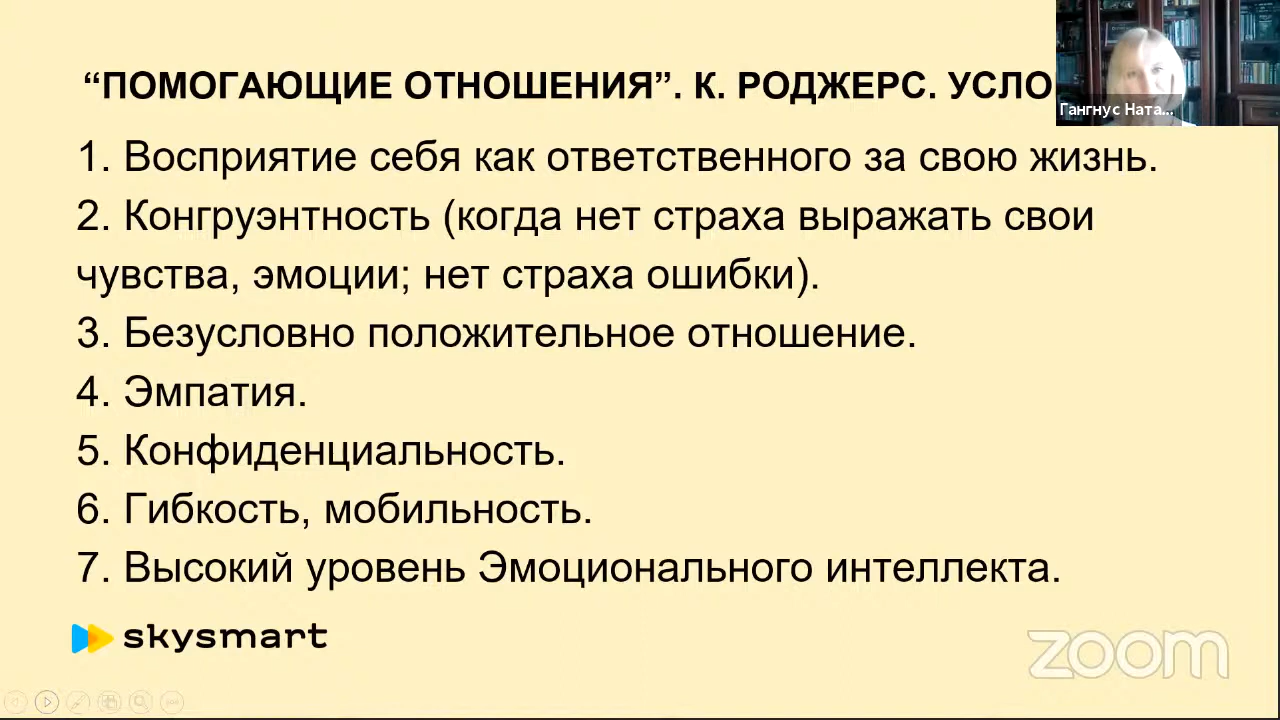 “ПОМОГАЮЩИЕ ОТНОШЕНИЯ”. К. РОДЖЕРС. УСЛО
Гангнус Ната...
1. Восприятие себя как ответственного за свою жизнь.
2. Конгруэнтность (когда нет страха выражать свои
чувства, эмоции; нет страха ошибки).
3. Безусловно положительное отношение.
4. Эмпатия.
5. Конфиденциальность.
6. Гибкость, мобильность.
7. Высокий уровень Эмоционального интеллекта.
skysmart
zoom